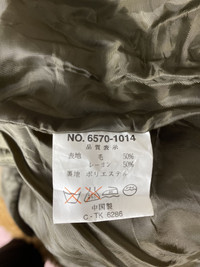 NO. 6570-1014
品質表示
表地 毛 50%
レーヨン 50%
裏地 ポリエステル
中国製
C-TK 6286